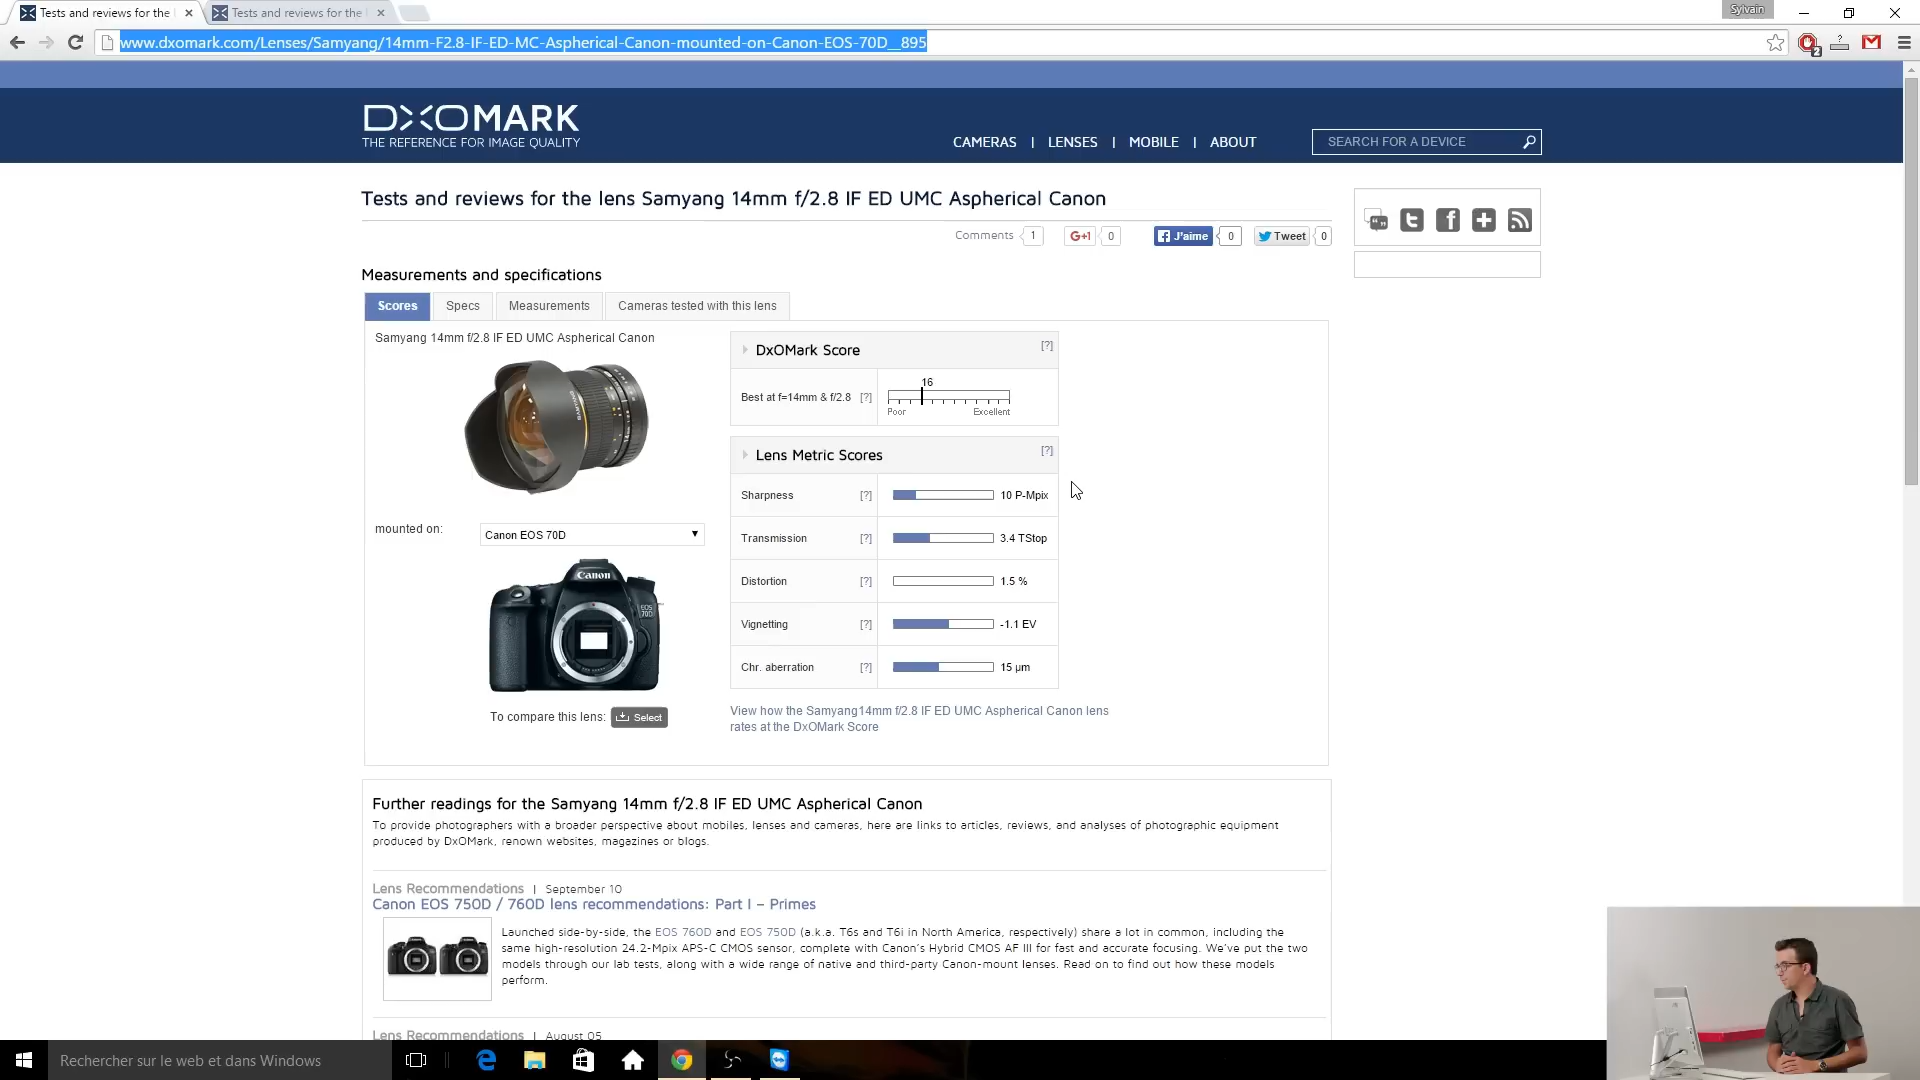 Tests and reviews for the
Tests and reviews for the
Sylvain
www.dxomark.com/Lenses/Samyang/14mm-F2.8-IF-ED-MC-Aspherical-Canon-mounted-on-Canon-EOS-70D__895
2
DXOMARK
THE REFERENCE FOR IMAGE QUALITY
CAMERAS | LENSES | MOBILE | ABOUT
SEARCH FOR A DEVICE
Tests and reviews for the lens Samyang 14mm f/2.8 IF ED UMC Aspherical Canon
Comments 1 G+1 0 J'aime 0 Tweet 0
Measurements and specifications
Scores Specs Measurements Cameras tested with this lens
Samyang 14mm f/2.8 IF ED UMC Aspherical Canon
SAMYANG
mounted on: Canon EOS 70D
Canon
EOS
70D
To compare this lens: Select
DxOMark Score [?]
Best at f=14mm & f/2.8 [?] 16
Poor Excellent
Lens Metric Scores [?]
Sharpness [?] 10 P-Mpix
Transmission [?] 3.4 TStop
Distortion [?] 1.5 %
Vignetting [?] -1.1 EV
Chr. aberration [?] 15 µm
View how the Samyang14mm f/2.8 IF ED UMC Aspherical Canon lens
rates at the DxOMark Score
Further readings for the Samyang 14mm f/2.8 IF ED UMC Aspherical Canon
To provide photographers with a broader perspective about mobiles, lenses and cameras, here are links to articles, reviews, and analyses of photographic equipment
produced by DxOMark, renown websites, magazines or blogs.
Lens Recommendations | September 10
Canon EOS 750D / 760D lens recommendations: Part I – Primes
Launched side-by-side, the EOS 760D and EOS 750D (a.k.a. T6s and T6i in North America, respectively) share a lot in common, including the
same high-resolution 24.2-Mpix APS-C CMOS sensor, complete with Canon's Hybrid CMOS AF III for fast and accurate focusing. We've put the two
models through our lab tests, along with a wide range of native and third-party Canon-mount lenses. Read on to find out how these models
perform.
Lens Recommendations | August 05
Rechercher sur le web et dans Windows